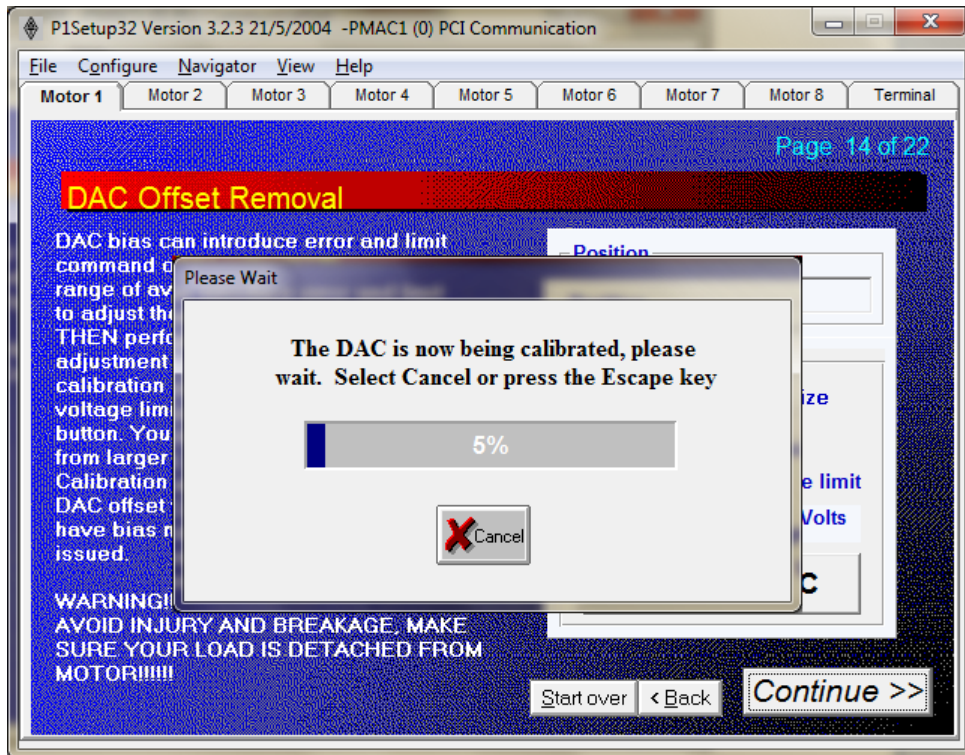 P1Setup32 Version 3.2.3 21/5/2004 -PMAC1 (0) PCI Communication
File Configure Navigator View Help
Motor 1 Motor 2 Motor 3 Motor 4 Motor 5 Motor 6 Motor 7 Motor 8 Terminal
Page 14 of 22
DAC Offset Removal
DAC bias can introduce error and limit
command
range of
to adjust
THEN
adjustment
calibration
voltage
button. You
from larger
Calibration
DAC offset
have bias
issued.
WARNING!!
AVOID INJURY AND BREAKAGE, MAKE
SURE YOUR LOAD IS DETACHED FROM
MOTOR!!!!!!
Position
limit
Volts
C
Please Wait
The DAC is now being calibrated, please
wait. Select Cancel or press the Escape key
5%
Cancel
Start over < Back Continue >>